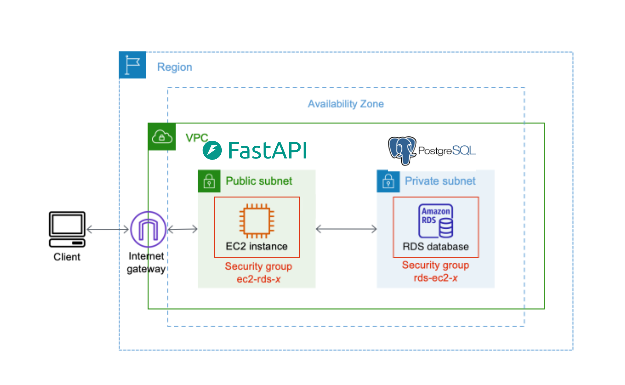 Region
Availability Zone
VPC
FastAPI
PostgreSQL
Public subnet
Private subnet
Amazon
RDS
EC2 instance
RDS database
Client
Internet
gateway
Security group
ec2-rds-x
Security group
rds-ec2-x